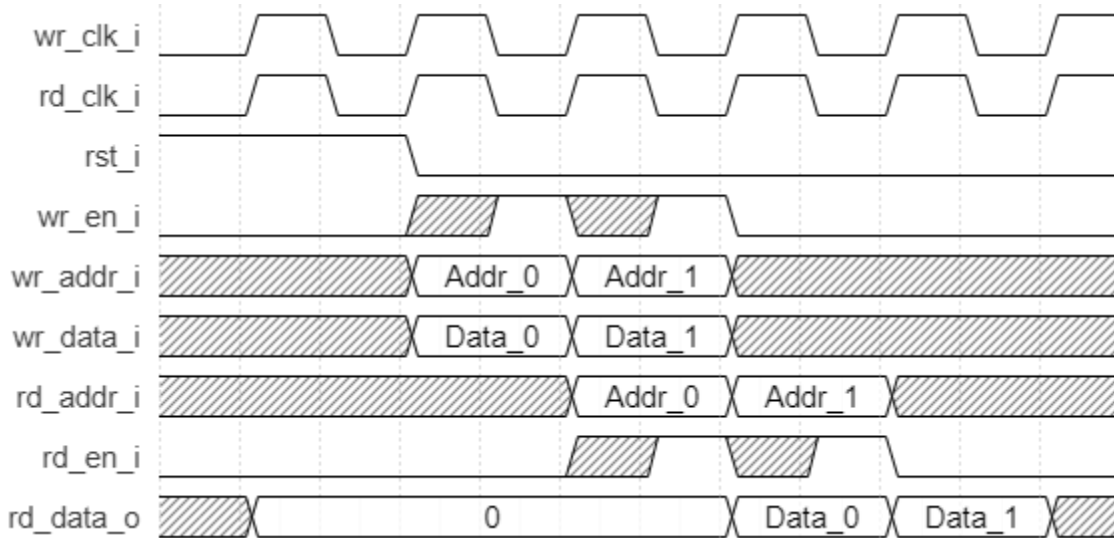 wr_clk_i
rd_clk_i
rst_i
wr_en_i
wr_addr_i Addr_0 Addr_1
wr_data_i Data_0 Data_1
rd_addr_i Addr_0 Addr_1
rd_en_i
rd_data_o 0 Data_0 Data_1